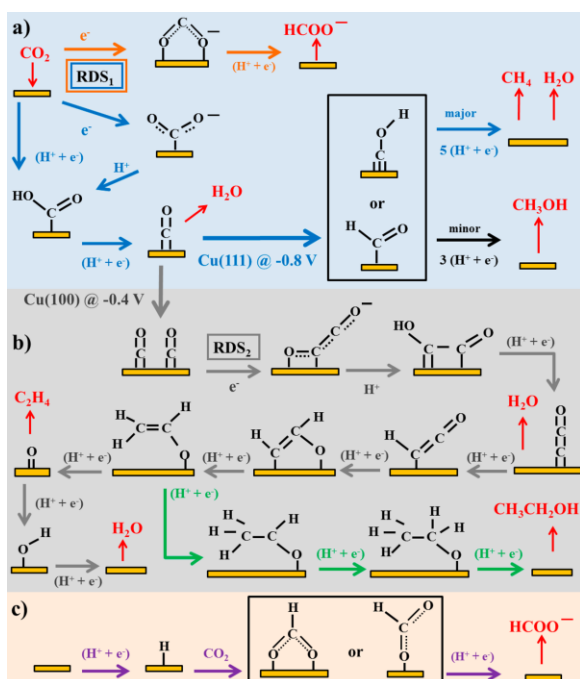 a)
CO₂
e⁻
RDS₁
C
O O⁻
(H⁺ + e⁻)
HCOO⁻
e⁻
O O⁻
C
(H⁺ + e⁻)
H⁺
HO O
C
(H⁺ + e⁻)
O
C
H₂O
Cu(111) @ -0.8 V
H
O
C
or
H O
C
major
5 (H⁺ + e⁻)
CH₄ H₂O
minor
3 (H⁺ + e⁻)
CH₃OH
Cu(100) @ -0.4 V
b)
O O
C C
RDS₂
e⁻
O⁻
C
O C
H⁺
HO O
C C
(H⁺ + e⁻)
O
C
C
H₂O
(H⁺ + e⁻)
O
C
H C
(H⁺ + e⁻)
H H
C
C O
(H⁺ + e⁻)
H H
C C
H O
(H⁺ + e⁻)
C₂H₄
O
(H⁺ + e⁻)
H
O
(H⁺ + e⁻)
H₂O
(H⁺ + e⁻)
H H
H C C
H O
(H⁺ + e⁻)
H H H
H C C
H O
(H⁺ + e⁻)
CH₃CH₂OH
c)
(H⁺ + e⁻)
H
CO₂
H
C
O O
or
H O
C
O
(H⁺ + e⁻)
HCOO⁻